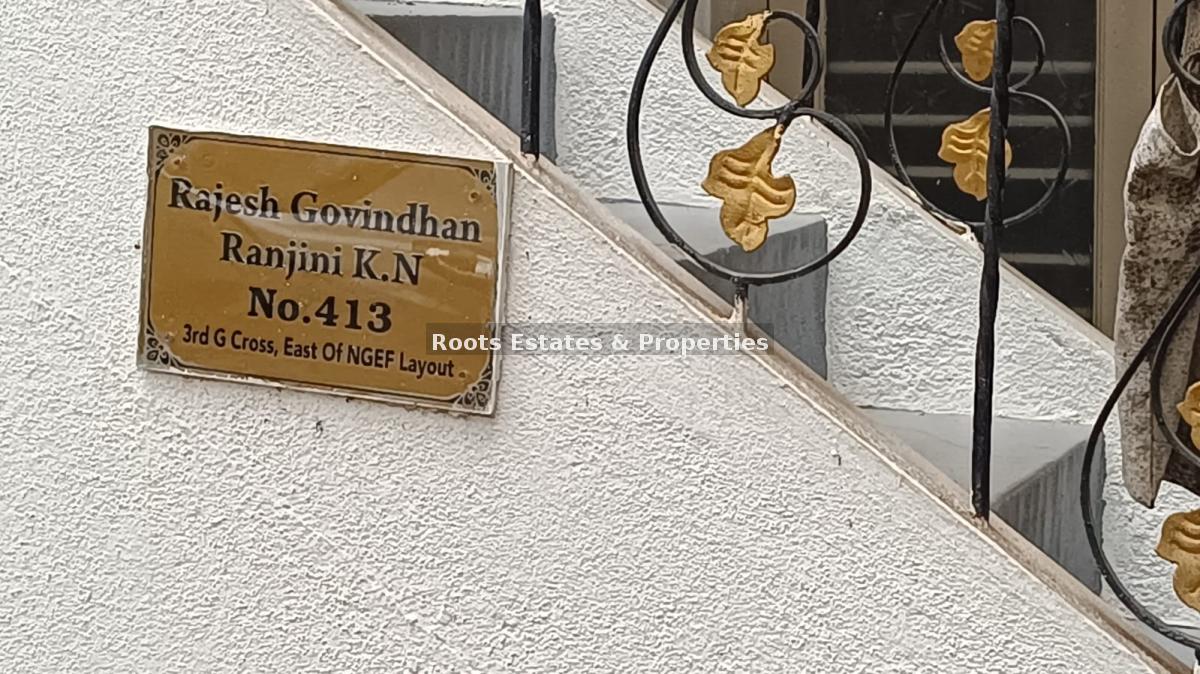 Rajesh Govindhan
Ranjini K.N
No.413
3rd G Cross, East Of NGEF Layout
Roots Estates & Properties